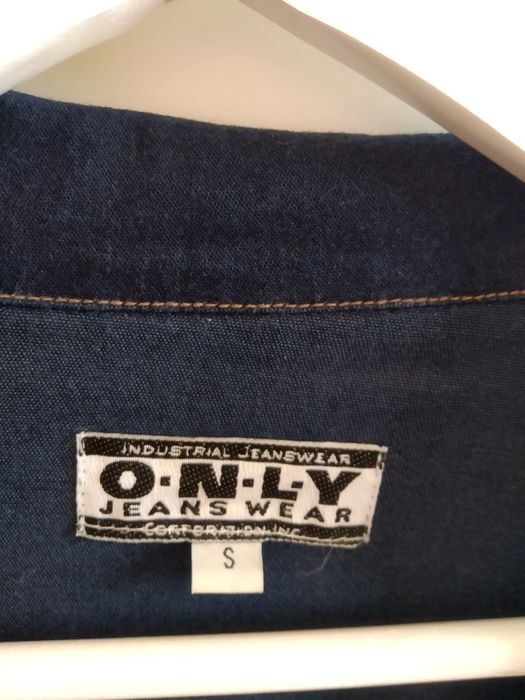 INDUSTRIAL JEANSWEAR
O·N·L·Y
JEANS WEAR
CORPORATION INC
S